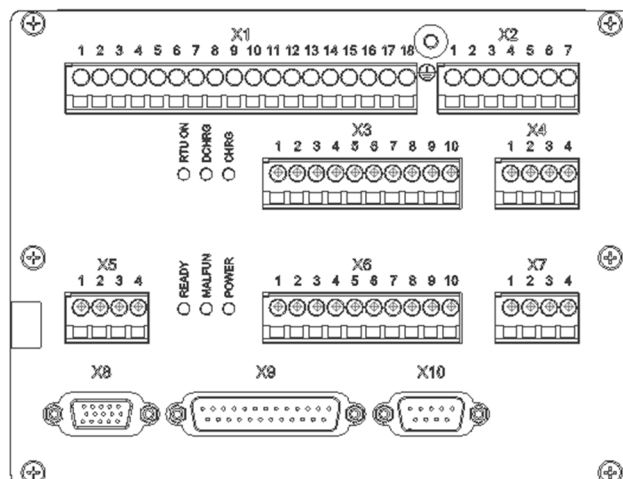 X1 X2
1 2 3 4 5 6 7 8 9 10 11 12 13 14 15 16 17 18 1 2 3 4 5 6 7
RTU ON DCHRG CHRG
X3 X4
1 2 3 4 5 6 7 8 9 10 1 2 3 4
X5 X6 X7
1 2 3 4 READY MALFUN POWER 1 2 3 4 5 6 7 8 9 10 1 2 3 4
X8 X9 X10